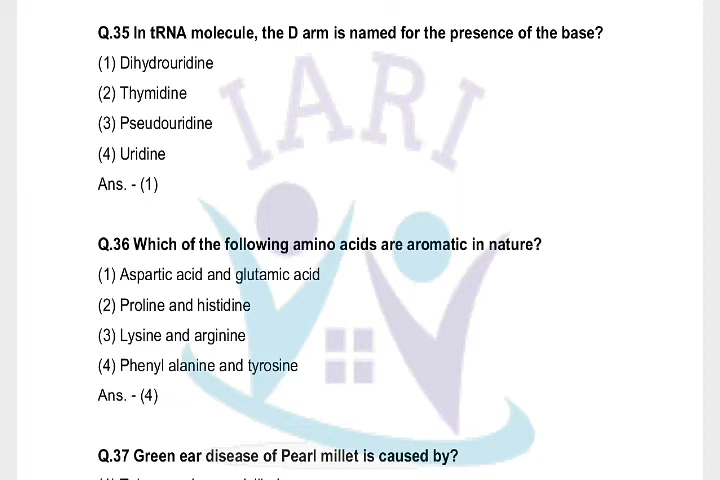 Q.35 In tRNA molecule, the D arm is named for the presence of the base?
(1) Dihydrouridine
(2) Thymidine
(3) Pseudouridine
(4) Uridine
Ans. - (1)
IARI
Q.36 Which of the following amino acids are aromatic in nature?
(1) Aspartic acid and glutamic acid
(2) Proline and histidine
(3) Lysine and arginine
(4) Phenyl alanine and tyrosine
Ans. - (4)
Q.37 Green ear disease of Pearl millet is caused by?